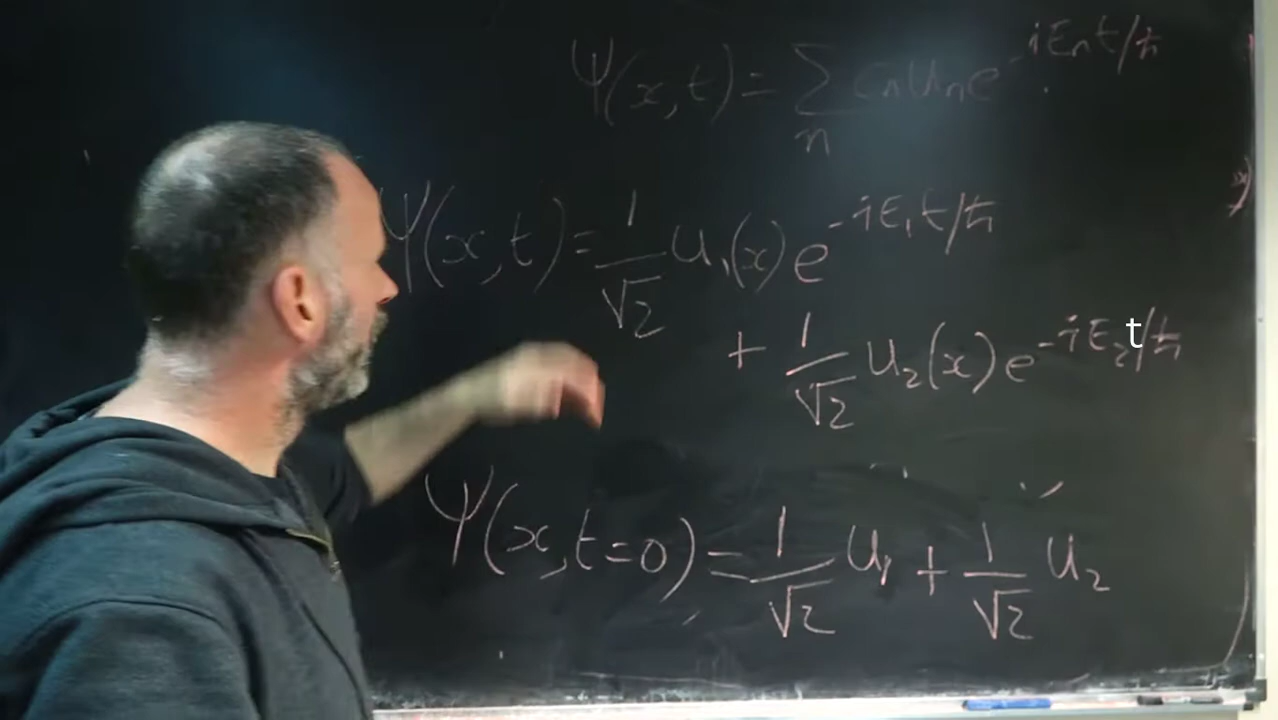 Ψ(x,t) = ∑ₙ cₙuₙe^{-iEₙt/ħ}
Ψ(x,t) = 1/√2 u₁(x) e^{-iE₁t/ħ}
+ 1/√2 u₂(x) e^{-iE₂t/ħ}
Ψ(x,t=0) = 1/√2 u₁ + 1/√2 u₂